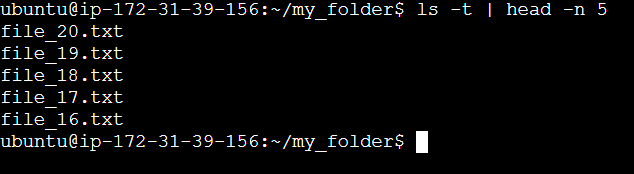 ubuntu@ip-172-31-39-156:~/my_folder$ ls -t | head -n 5
file_20.txt
file_19.txt
file_18.txt
file_17.txt
file_16.txt
ubuntu@ip-172-31-39-156:~/my_folder$